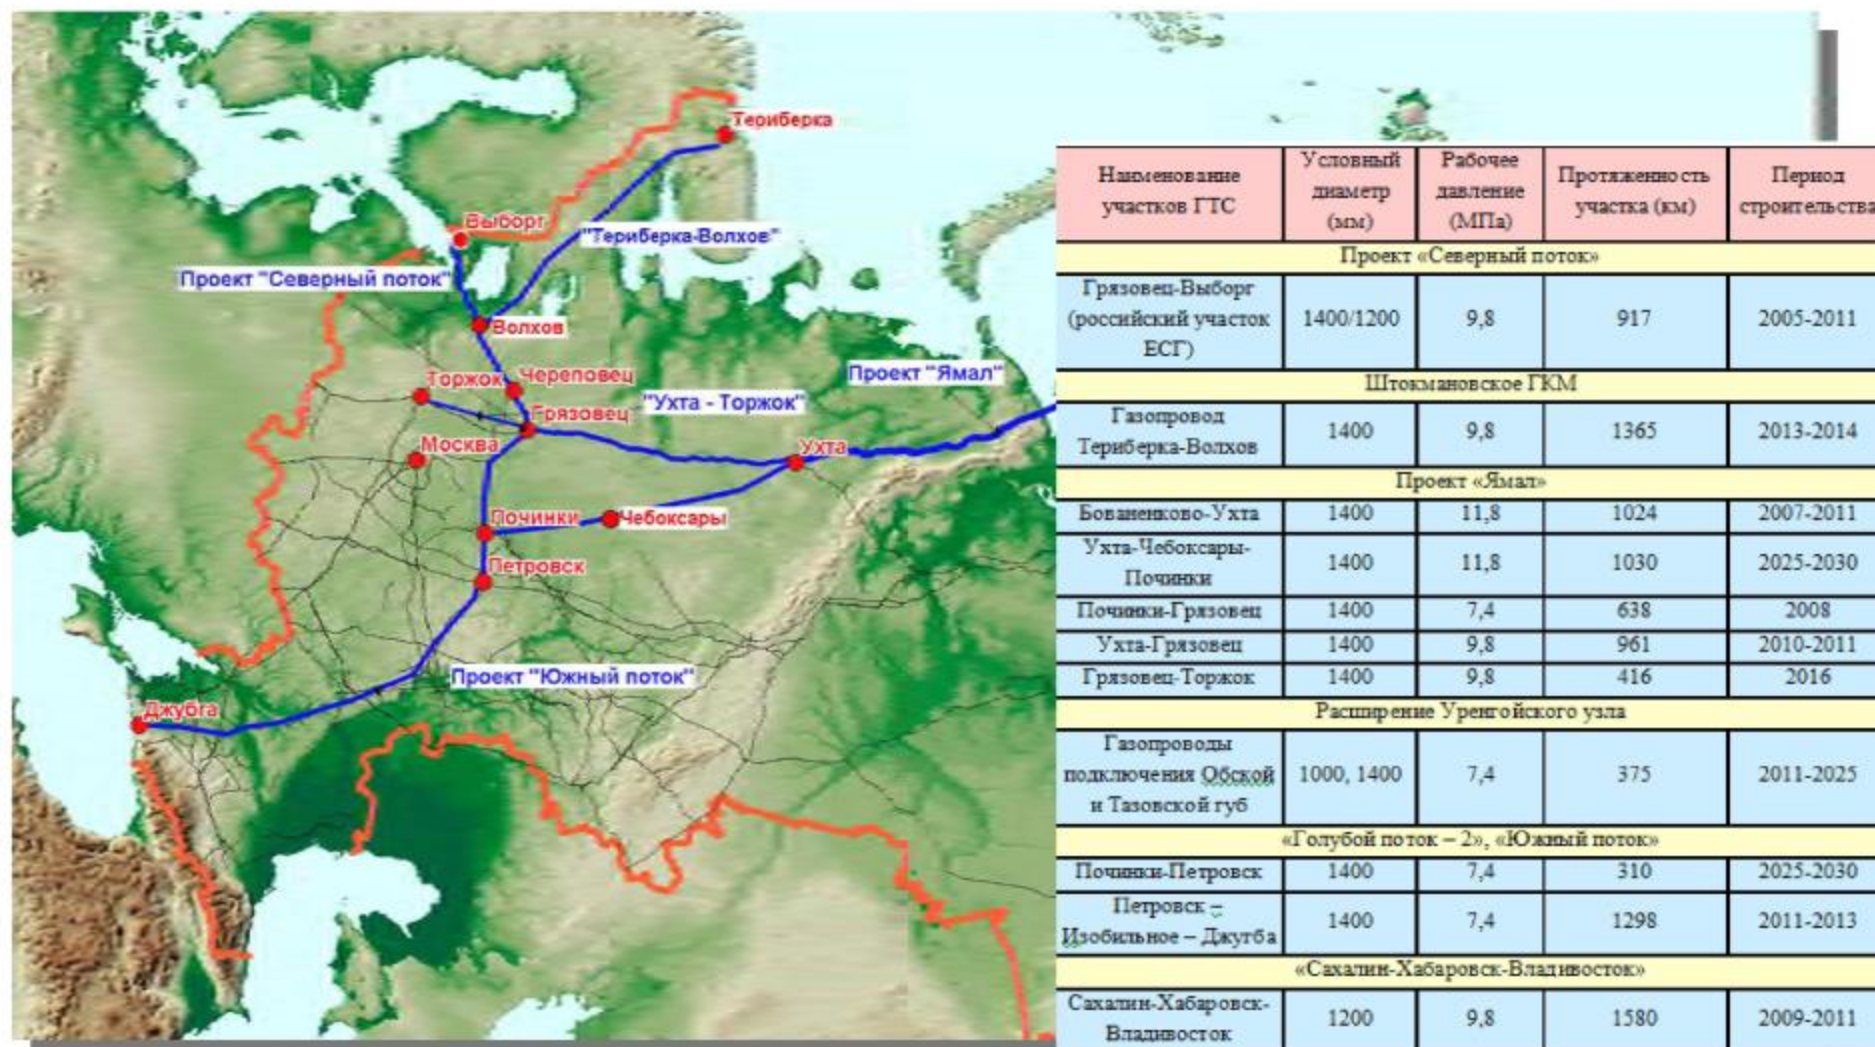 Териберка
Выборг
"Териберка-Волхов"
Проект "Северный поток"
Волхов
Торжок
Череповец
Проект "Ямал"
"Ухта - Торжок"
Грязовец
Москва
Ухта
Починки
Чебоксары
Петровск
Проект "Южный поток"
Джубга
Наименование
участков ГТС
Условный
диаметр
(мм)
Рабочее
давление
(МПа)
Протяженность
участка (км)
Период
строительства
Проект «Северный поток»
Грязовец-Выборг
(российский участок
ЕСГ)
1400/1200
9,8
917
2005-2011
Штокмановское ГКМ
Газопровод
Териберка-Волхов
1400
9,8
1365
2013-2014
Проект «Ямал»
Бованенково-Ухта
1400
11,8
1024
2007-2011
Ухта-Чебоксары-
Починки
1400
11,8
1030
2025-2030
Починки-Грязовец
1400
7,4
638
2008
Ухта-Грязовец
1400
9,8
961
2010-2011
Грязовец-Торжок
1400
9,8
416
2016
Расширение Уренгойского узла
Газопроводы
подключения Обской
и Тазовской губ
1000, 1400
7,4
375
2011-2025
«Голубой поток – 2», «Южный поток»
Починки-Петровск
1400
7,4
310
2025-2030
Петровск –
Изобильное – Джугба
1400
7,4
1298
2011-2013
«Сахалин-Хабаровск-Владивосток»
Сахалин-Хабаровск-
Владивосток
1200
9,8
1580
2009-2011